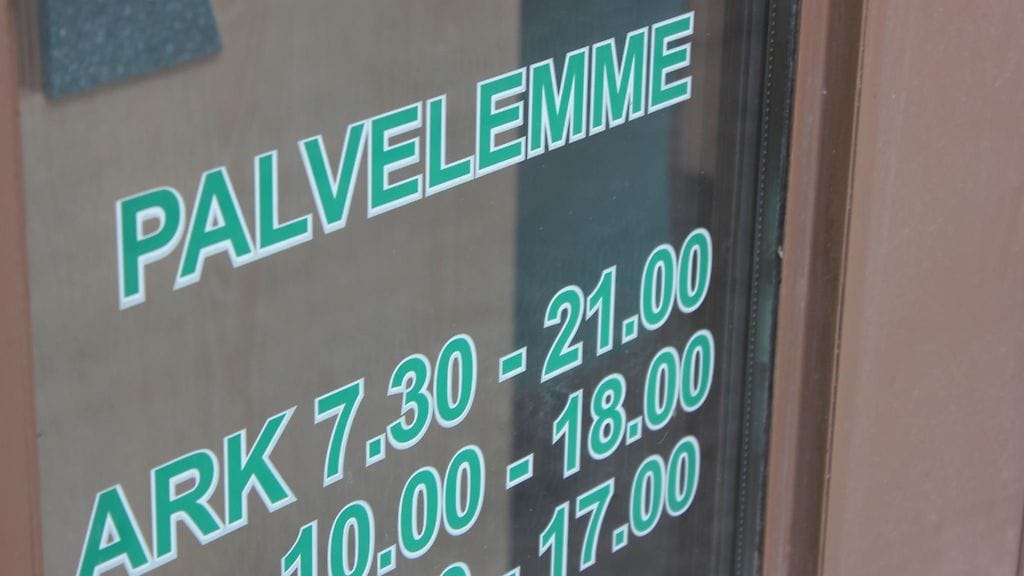 PALVELEMME
ARK 7.30 - 21.00
10.00 - 18.00
- 17.00